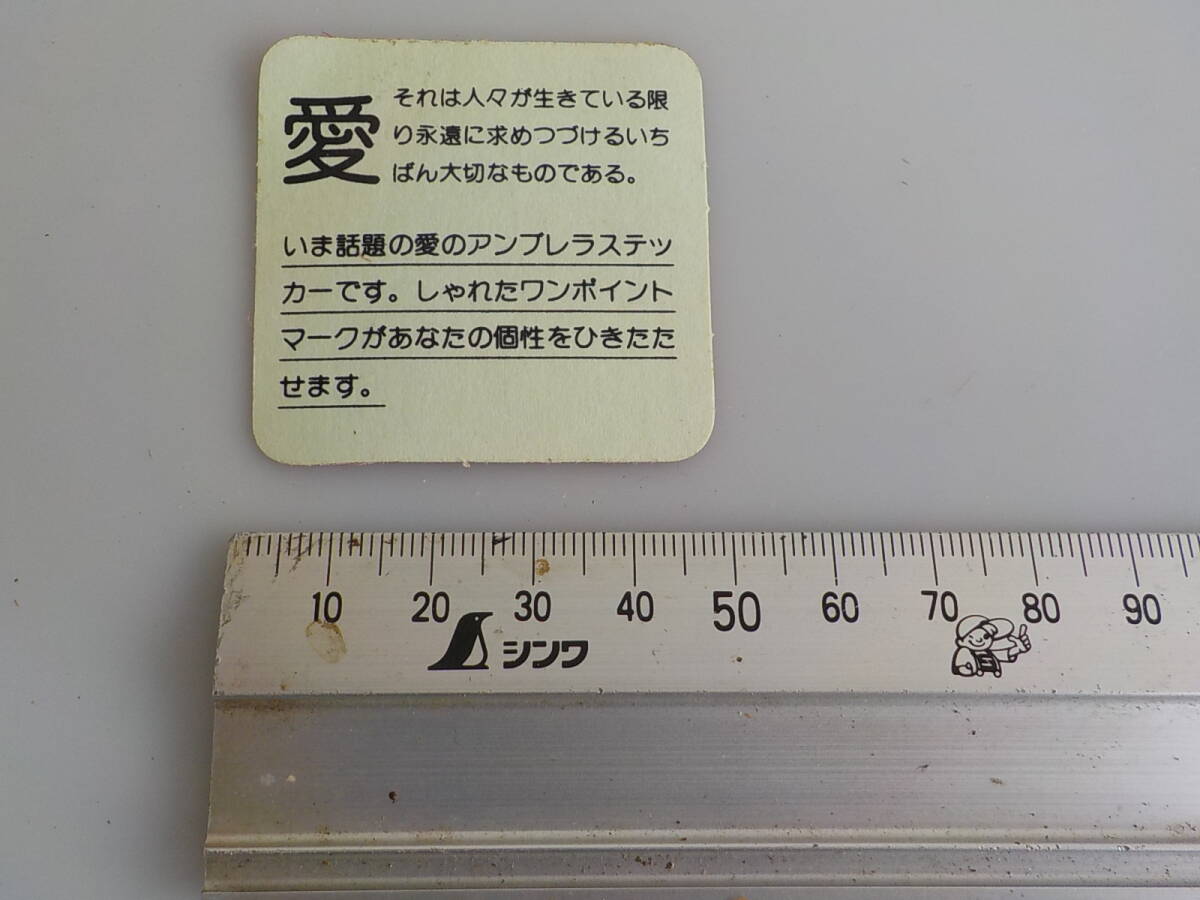 愛
それは人々が生きている限
り永遠に求めつづけるいち
ばん大切なものである。
いま話題の愛のアンブレラステッ
カーです。しゃれたワンポイント
マークがあなたの個性をひきたた
せます。
10 20 30 40 50 60 70 80 90
シンワ